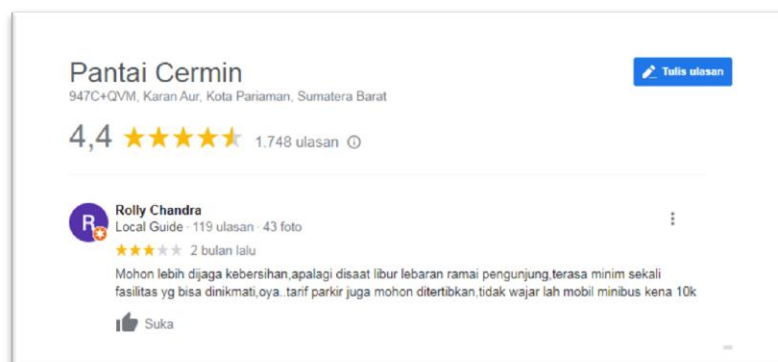 Pantai Cermin
Tulis ulasan
947C+QVM, Karan Aur, Kota Pariaman, Sumatera Barat
4,4 1.748 ulasan
R
Rolly Chandra
Local Guide · 119 ulasan · 43 foto
2 bulan lalu
Mohon lebih dijaga kebersihan,apalagi disaat libur lebaran ramai pengunjung,terasa minim sekali
fasilitas yg bisa dinikmati,oya..tarif parkir juga mohon ditertibkan,tidak wajar lah mobil minibus kena 10k
Suka